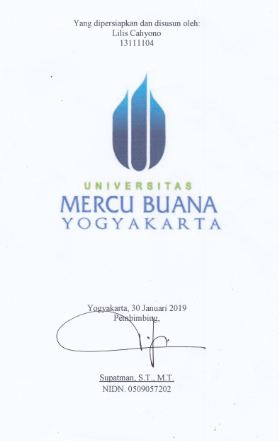 Yang dipersiapkan dan disusun oleh:
Lilis Cahyono
13111104
UNIVERSITAS
MERCU BUANA
YOGYAKARTA
Yogyakarta, 30 Januari 2019
Pembimbing,
Supatman, S.T., M.T.
NIDN. 0509057202